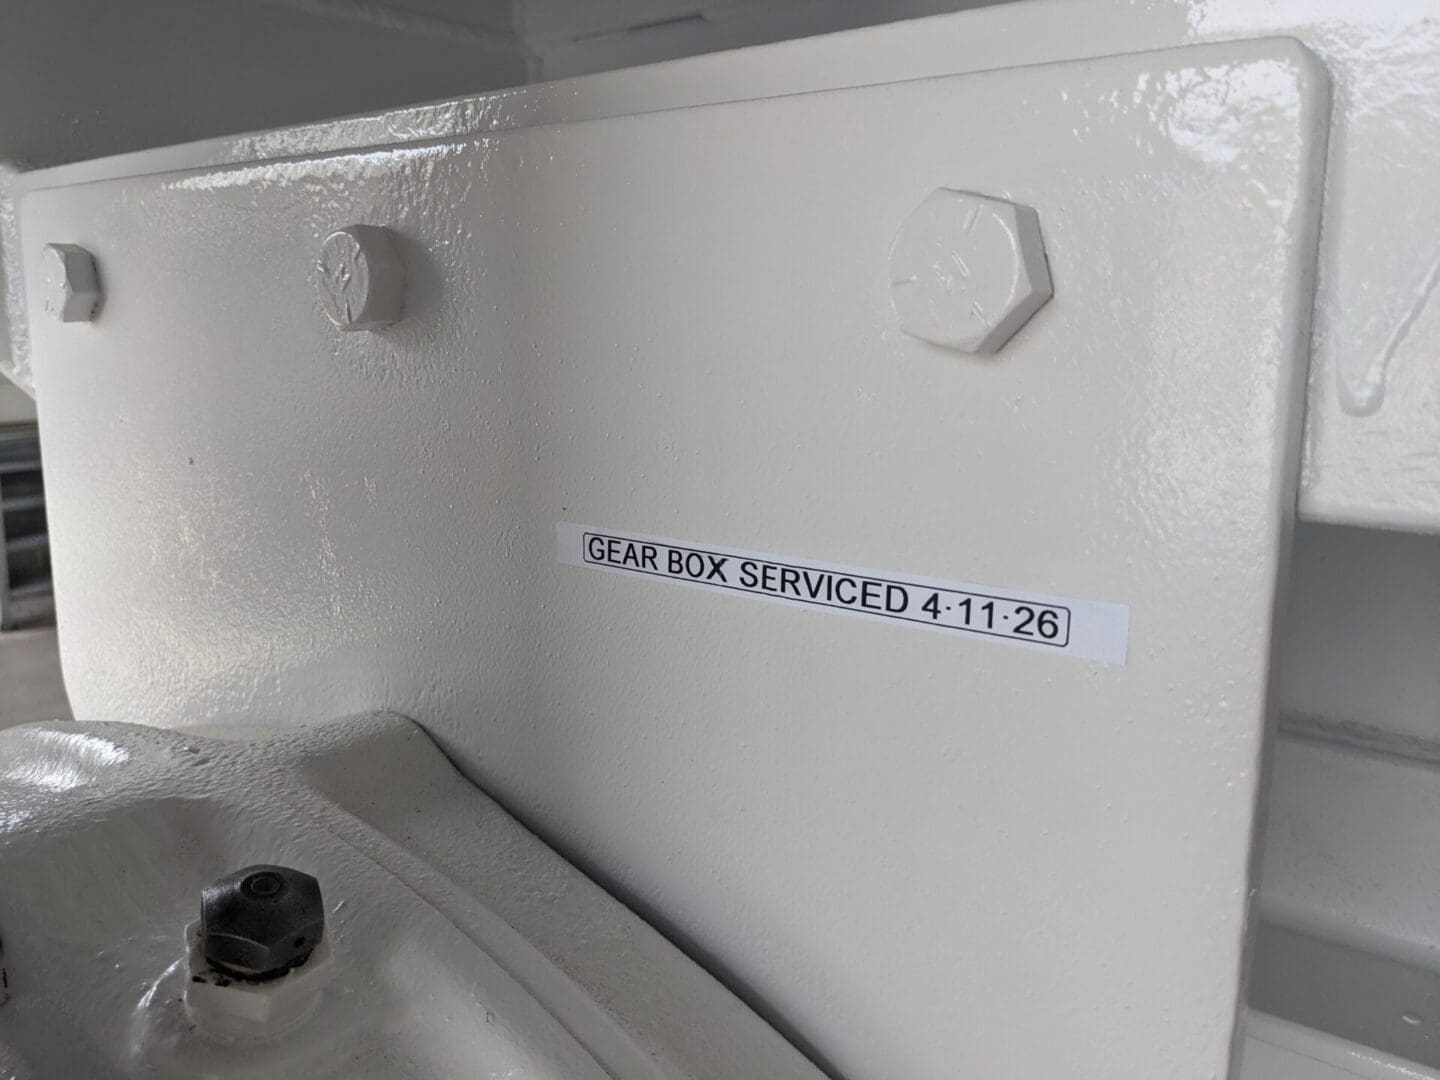 GEAR BOX SERVICED 4·11·26